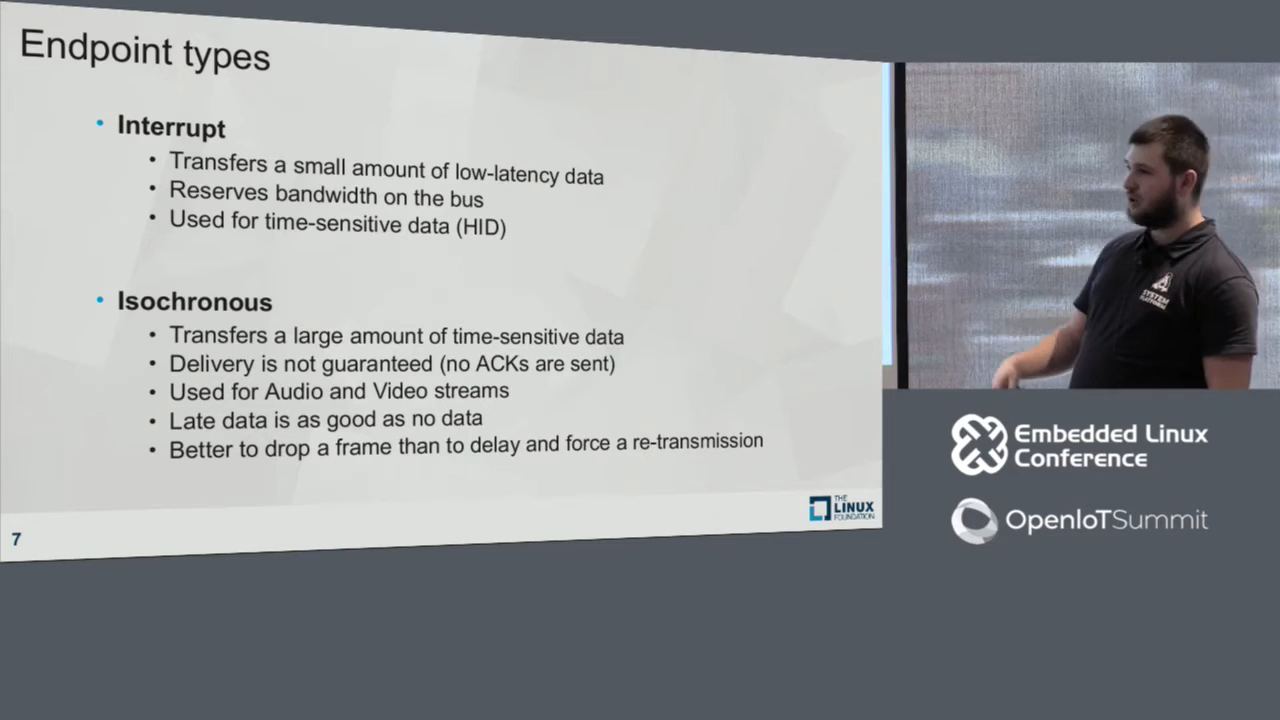 Endpoint types
• Interrupt
• Transfers a small amount of low-latency data
• Reserves bandwidth on the bus
• Used for time-sensitive data (HID)
• Isochronous
• Transfers a large amount of time-sensitive data
• Delivery is not guaranteed (no ACKs are sent)
• Used for Audio and Video streams
• Late data is as good as no data
• Better to drop a frame than to delay and force a re-transmission
THE
LINUX
FOUNDATION
7
SYSTEM
PLATFORM
Embedded Linux
Conference
OpenIoTSummit